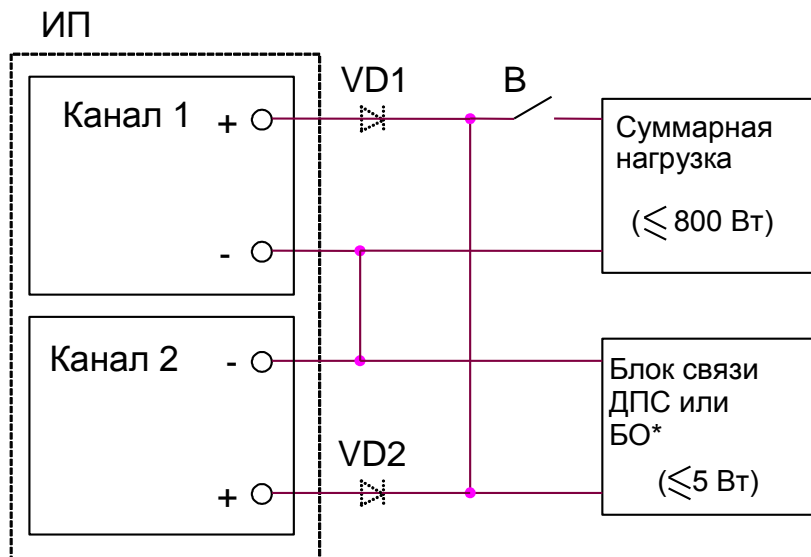 ИП
Канал 1
+
-
VD1
В
Суммарная
нагрузка
(⩽ 800 Вт)
Канал 2
-
+
VD2
Блок связи
ДПС или
БО*
(⩽5 Вт)